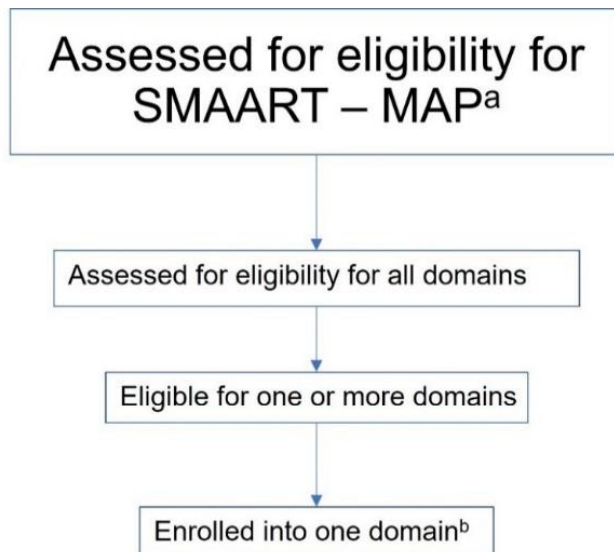 Assessed for eligibility for
SMAART – MAPᵃ
Assessed for eligibility for all domains
Eligible for one or more domains
Enrolled into one domainᵇ